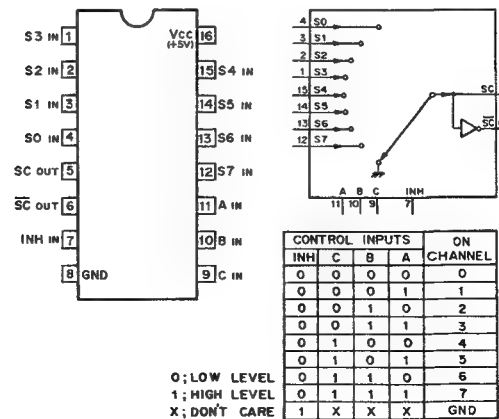 S3 IN 1
S2 IN 2
S1 IN 3
S0 IN 4
SC OUT 5
SC OUT 6
INH IN 7
8 GND
VCC 16
(+5V)
15 S4 IN
14 S5 IN
13 S6 IN
12 S7 IN
11 A IN
10 B IN
9 C IN
4 S0
3 S1
2 S2
1 S3
15 S4
14 S5
13 S6
12 S7
SC
SC
A B C INH
11 10 9 7
CONTROL INPUTS ON CHANNEL
INH C B A
0 0 0 0 0
0 0 0 1 1
0 0 1 0 2
0 0 1 1 3
0 1 0 0 4
0 1 0 1 5
0 1 1 0 6
0 1 1 1 7
1 X X X GND
0; LOW LEVEL
1; HIGH LEVEL
X; DON'T CARE